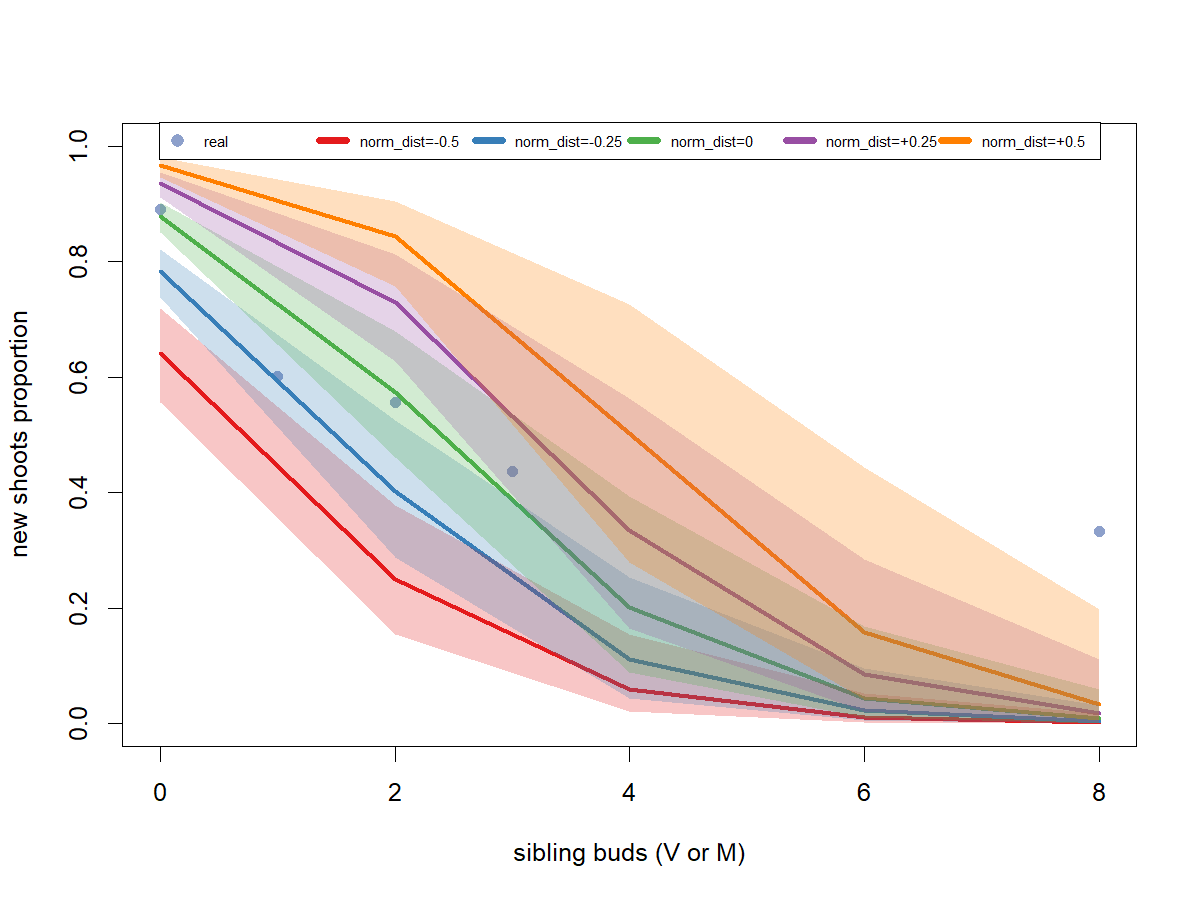 real norm_dist=-0.5 norm_dist=-0.25 norm_dist=0 norm_dist=+0.25 norm_dist=+0.5
1.0
0.8
0.6
0.4
0.2
0.0
new shoots proportion
0 2 4 6 8
sibling buds (V or M)